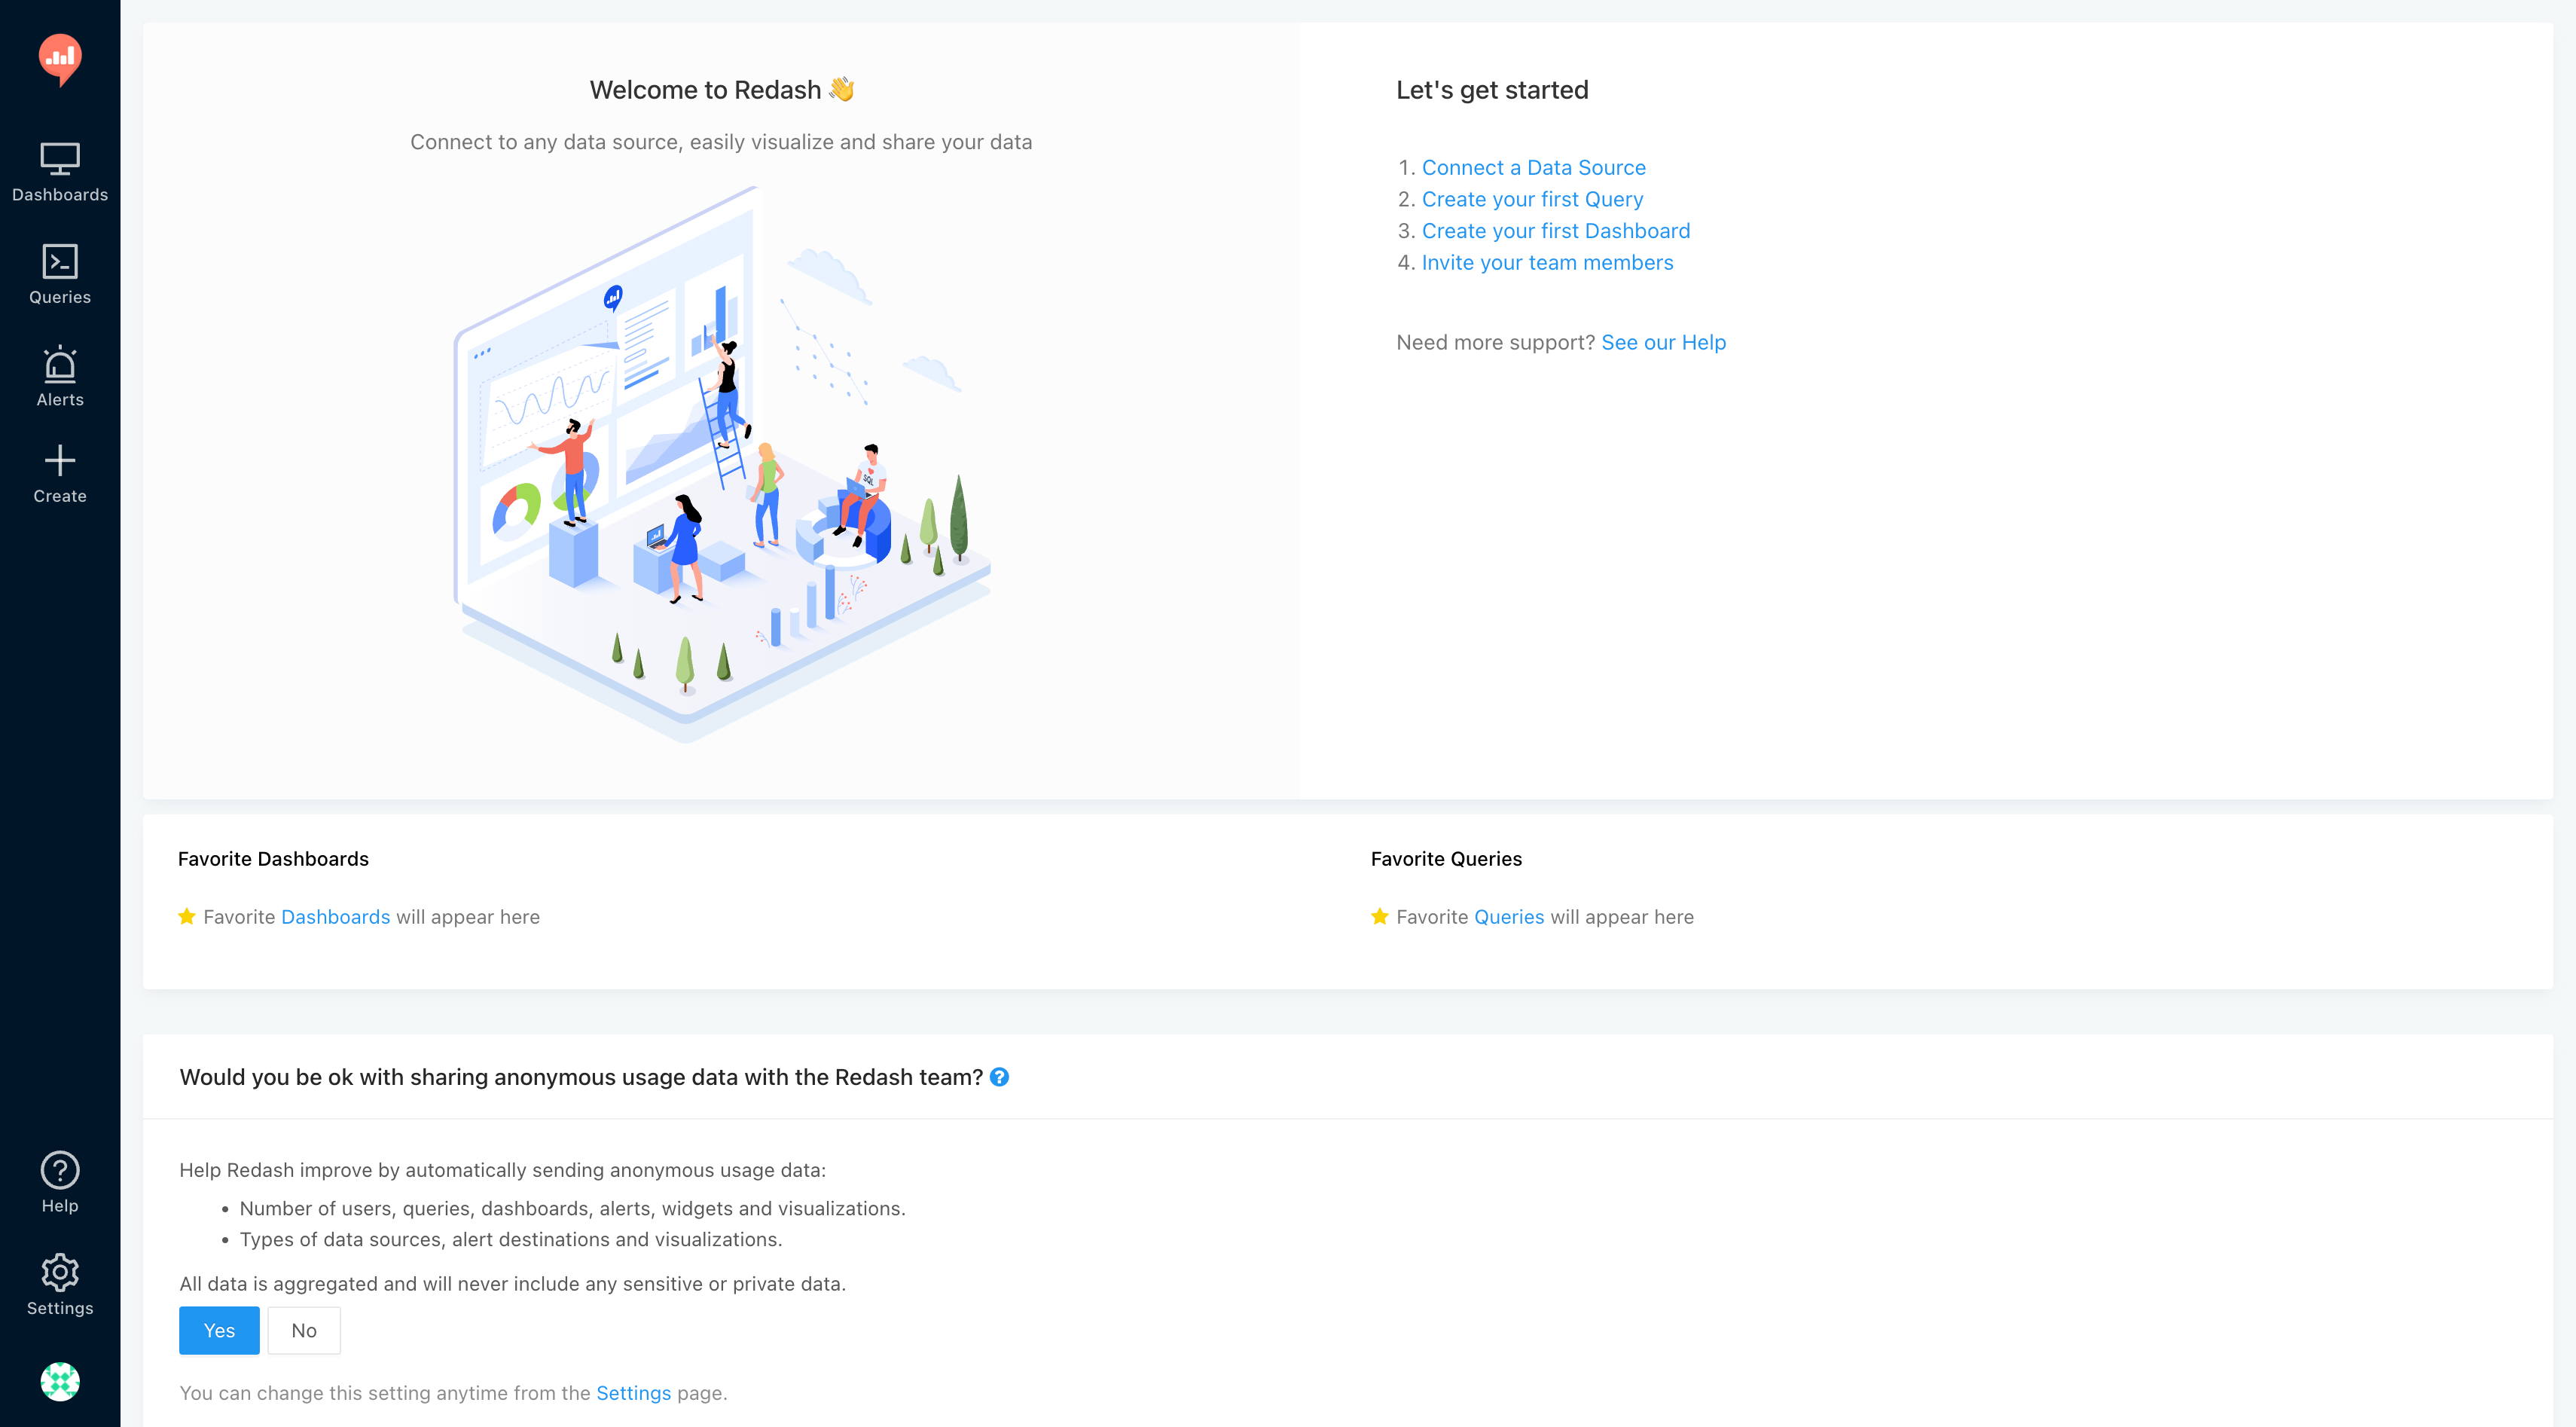 Dashboards
Queries
Alerts
Create
Help
Settings
Welcome to Redash 👋
Connect to any data source, easily visualize and share your data
SQL
Let's get started
1. Connect a Data Source
2. Create your first Query
3. Create your first Dashboard
4. Invite your team members
Need more support? See our Help
Favorite Dashboards
Favorite Dashboards will appear here
Favorite Queries
Favorite Queries will appear here
Would you be ok with sharing anonymous usage data with the Redash team?
Help Redash improve by automatically sending anonymous usage data:
• Number of users, queries, dashboards, alerts, widgets and visualizations.
• Types of data sources, alert destinations and visualizations.
All data is aggregated and will never include any sensitive or private data.
Yes No
You can change this setting anytime from the Settings page.